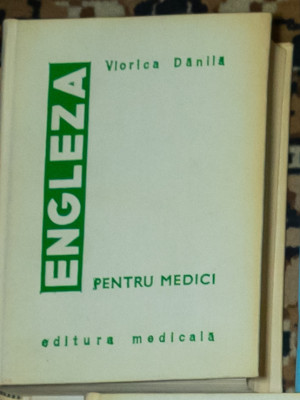 Viorica Dănilă
ENGLEZA
PENTRU MEDICI
editura medicală